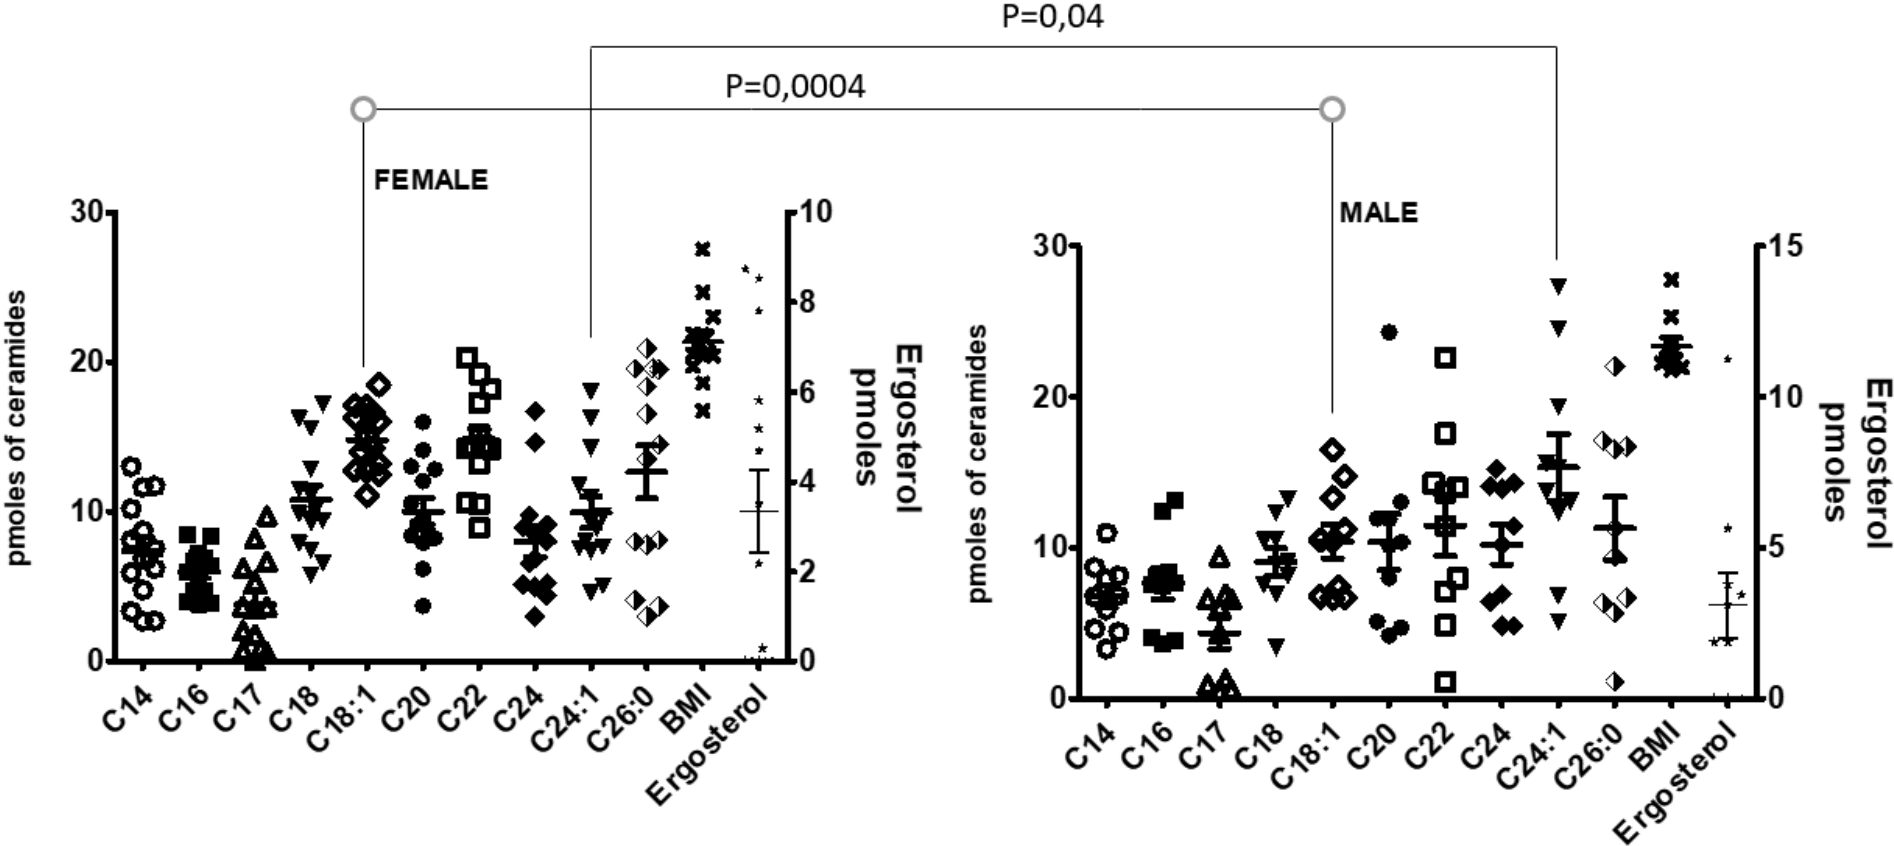 P=0,04
P=0,0004
FEMALE
30
20
10
0
pmoles of ceramides
10
8
6
4
2
0
Ergosterol
pmoles
C14
C16
C17
C18
C18:1
C20
C22
C24
C24:1
C26:0
BMI
Ergosterol
MALE
30
20
10
0
pmoles of ceramides
15
10
5
0
Ergosterol
pmoles
C14
C16
C17
C18
C18:1
C20
C22
C24
C24:1
C26:0
BMI
Ergosterol